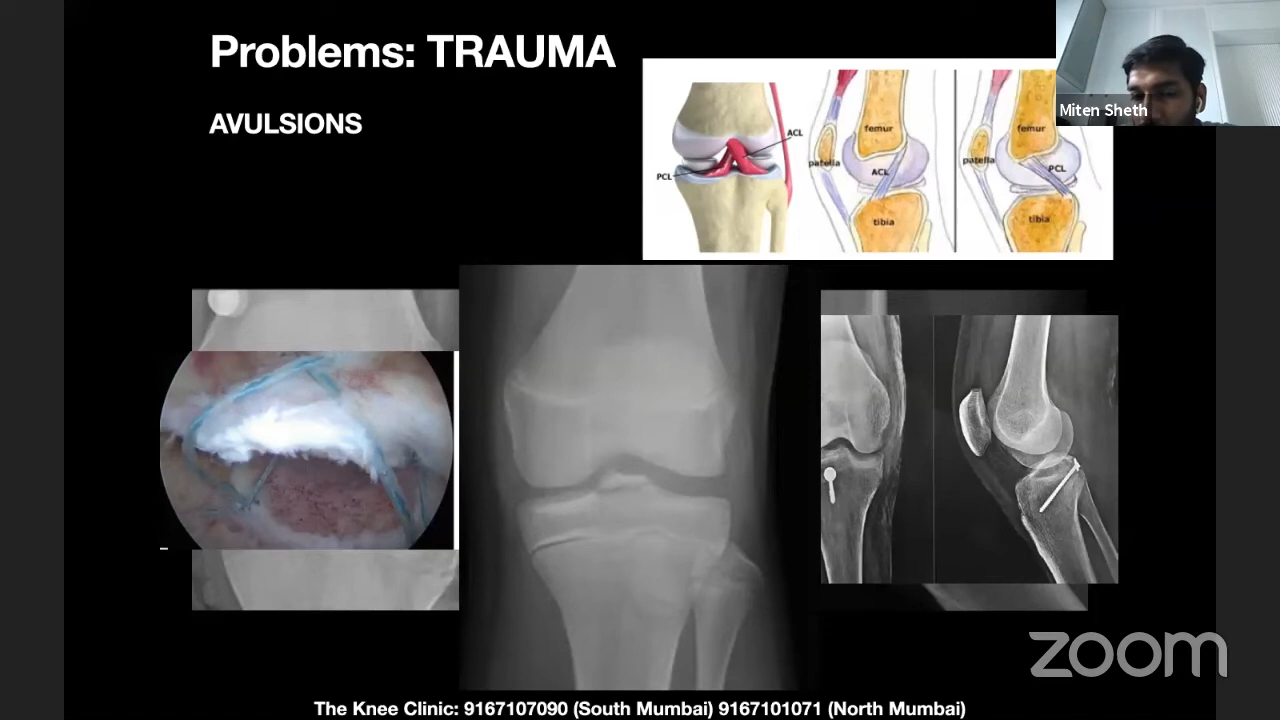 Problems: TRAUMA
AVULSIONS
Miten Sheth
ACL
PCL
femur
patella
ACL
tibia
femur
patella
PCL
tibia
zoom
The Knee Clinic: 9167107090 (South Mumbai) 9167101071 (North Mumbai)